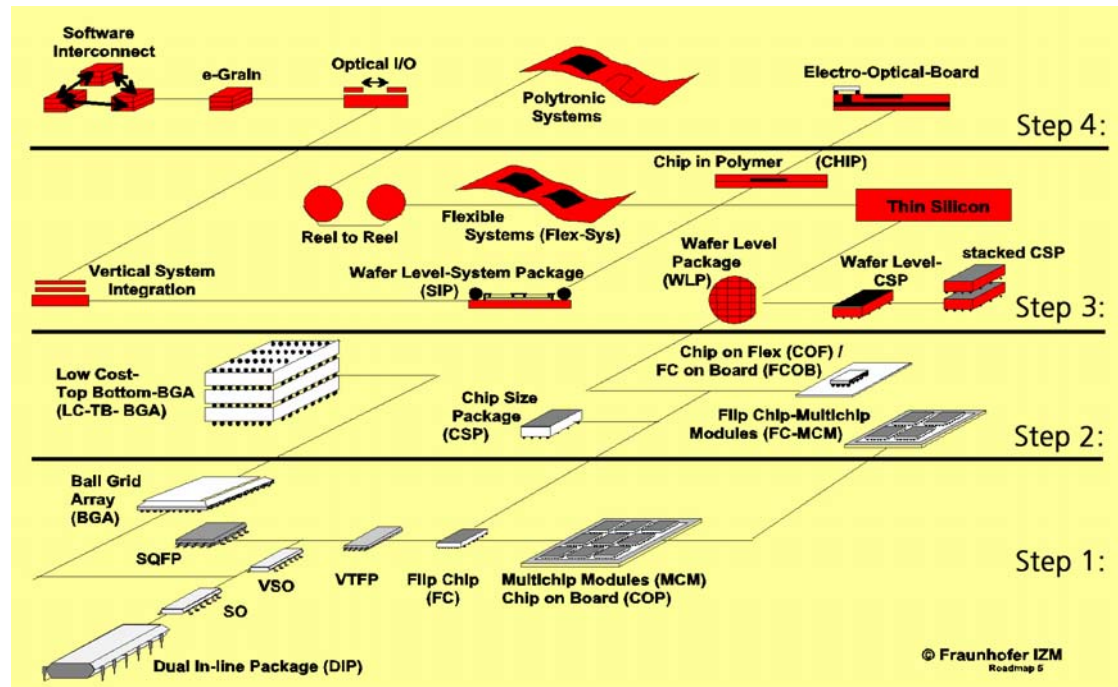 Software
Interconnect
e-Grain
Optical I/O
Polytronic
Systems
Electro-Optical-Board
Step 4:
Chip in Polymer (CHIP)
Reel to Reel
Flexible
Systems (Flex-Sys)
Thin Silicon
Vertical System
Integration
Wafer Level-System Package
(SIP)
Wafer Level
Package
(WLP)
Wafer Level-
CSP
stacked CSP
Step 3:
Low Cost-
Top Bottom-BGA
(LC-TB- BGA)
Chip Size
Package
(CSP)
Chip on Flex (COF) /
FC on Board (FCOB)
Flip Chip-Multichip
Modules (FC-MCM)
Step 2:
Ball Grid
Array
(BGA)
SQFP
VSO
SO
VTFP
Flip Chip
(FC)
Multichip Modules (MCM)
Chip on Board (COP)
Step 1:
Dual In-line Package (DIP)
© Fraunhofer IZM
Roadmap 5